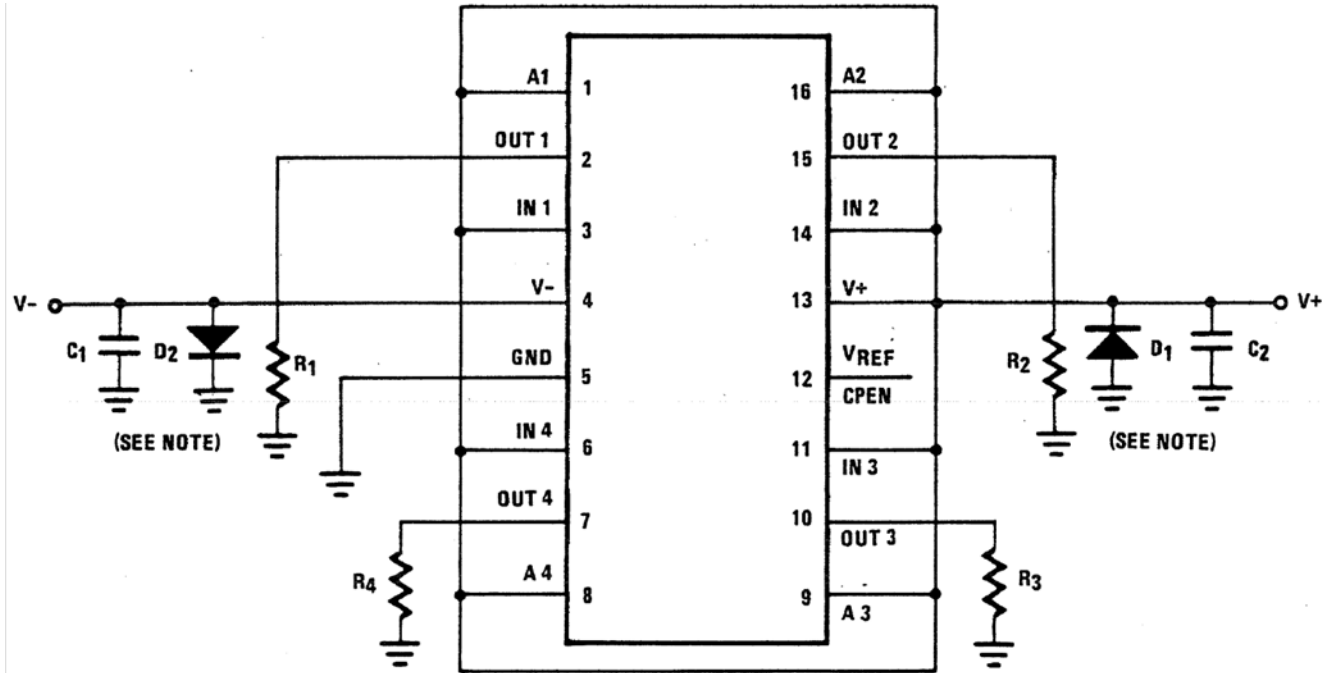 A1
1
16
A2
OUT 1
2
15
OUT 2
IN 1
3
14
IN 2
V-
V-
4
13
V+
V+
C1
D2
R1
GND
5
12
VREF
CPEN
R2
D1
C2
(SEE NOTE)
(SEE NOTE)
IN 4
6
11
IN 3
OUT 4
7
10
OUT 3
R4
A 4
8
9
A 3
R3